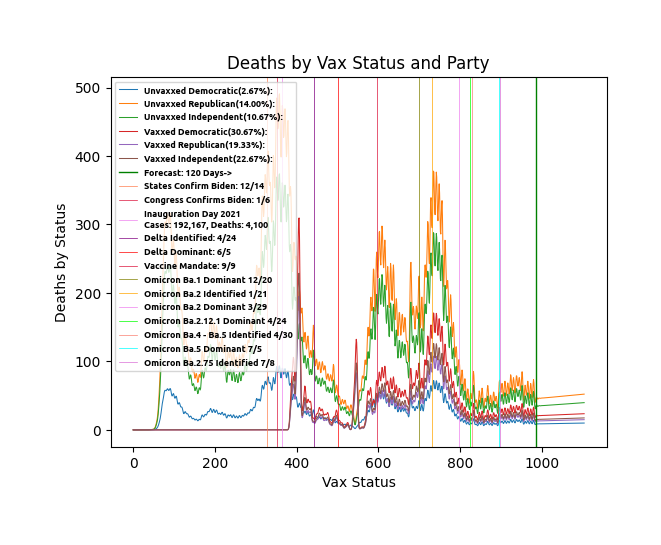 Deaths by Vax Status and Party
500
400
300
200
100
0
Deaths by Status
Unvaxxed Democratic(2.67%):
Unvaxxed Republican(14.00%):
Unvaxxed Independent(10.67%):
Vaxxed Democratic(30.67%):
Vaxxed Republican(19.33%):
Vaxxed Independent(22.67%):
Forecast: 120 Days->
States Confirm Biden: 12/14
Congress Confirms Biden: 1/6
Inauguration Day 2021
Cases: 192,167, Deaths: 4,100
Delta Identified: 4/24
Delta Dominant: 6/5
Vaccine Mandate: 9/9
Omicron Ba.1 Dominant 12/20
Omicron Ba.2 Identified 1/21
Omicron Ba.2 Dominant 3/29
Omicron Ba.2.12.1 Dominant 4/24
Omicron Ba.4 - Ba.5 Identified 4/30
Omicron Ba.5 Dominant 7/5
Omicron Ba.2.75 Identified 7/8
0 200 400 600 800 1000
Vax Status